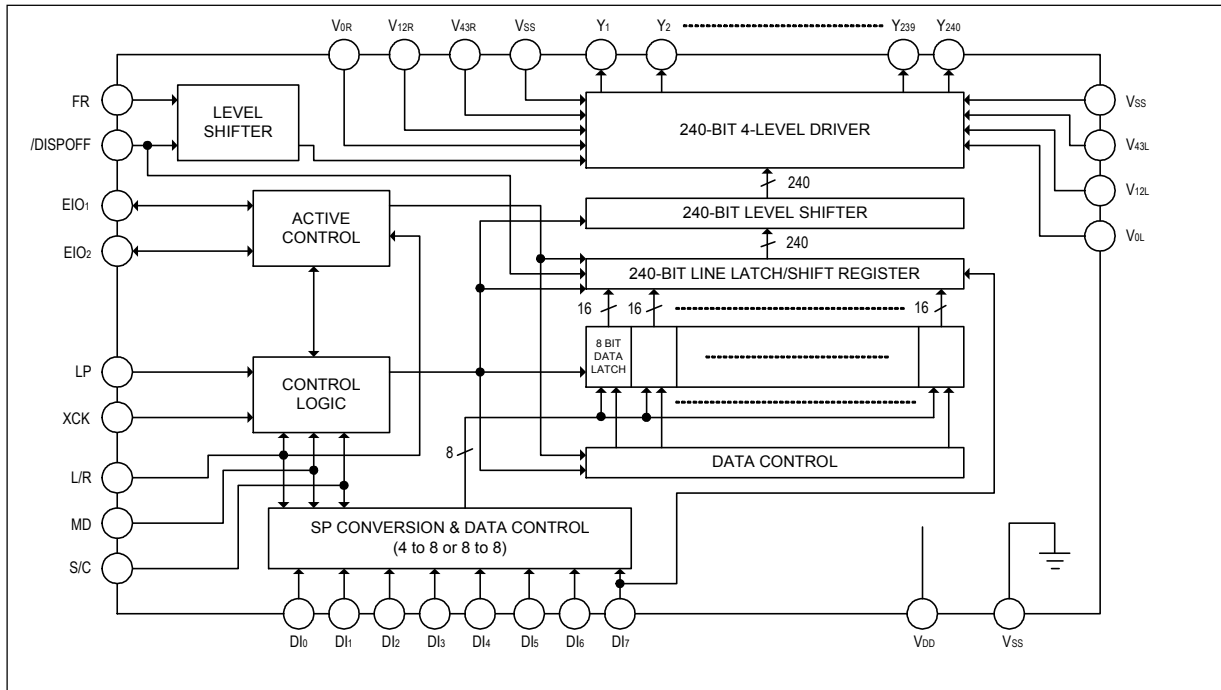 V0R V12R V43R VSS Y1 Y2 Y239 Y240
FR
LEVEL
SHIFTER
/DISPOFF
240-BIT 4-LEVEL DRIVER
VSS
V43L
V12L
V0L
240
EIO1
EIO2
ACTIVE
CONTROL
240-BIT LEVEL SHIFTER
240
240-BIT LINE LATCH/SHIFT REGISTER
16 16 16
LP
XCK
CONTROL
LOGIC
8 BIT
DATA
LATCH
8
DATA CONTROL
L/R
MD
S/C
SP CONVERSION & DATA CONTROL
(4 to 8 or 8 to 8)
DI0 DI1 DI2 DI3 DI4 DI5 DI6 DI7
VDD VSS